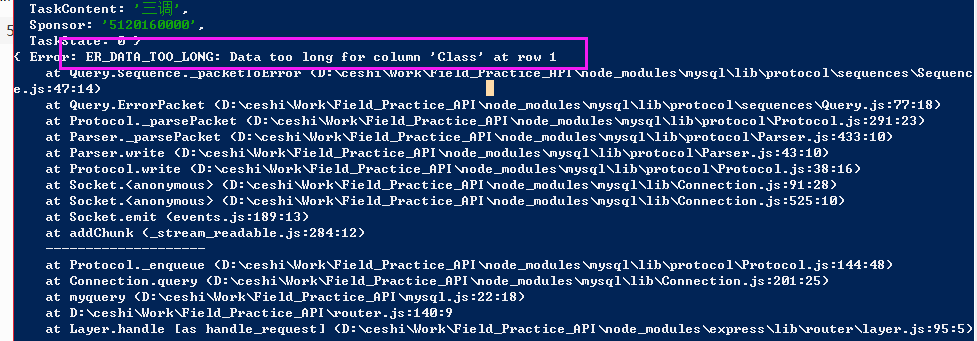 TaskContent: '三调',
Sponsor: '5120160000',
TaskState: 0 }
{ Error: ER_DATA_TOO_LONG: Data too long for column 'Class' at row 1
at Query.Sequence._packetToError (D:\ceshi\Work\Field_Practice_API\node_modules\mysql\lib\protocol\sequences\Sequenc
e.js:47:14)
at Query.ErrorPacket (D:\ceshi\Work\Field_Practice_API\node_modules\mysql\lib\protocol\sequences\Query.js:77:18)
at Protocol._parsePacket (D:\ceshi\Work\Field_Practice_API\node_modules\mysql\lib\protocol\Protocol.js:291:23)
at Parser._parsePacket (D:\ceshi\Work\Field_Practice_API\node_modules\mysql\lib\protocol\Parser.js:433:10)
at Parser.write (D:\ceshi\Work\Field_Practice_API\node_modules\mysql\lib\protocol\Parser.js:43:10)
at Protocol.write (D:\ceshi\Work\Field_Practice_API\node_modules\mysql\lib\protocol\Protocol.js:38:16)
at Socket.<anonymous> (D:\ceshi\Work\Field_Practice_API\node_modules\mysql\lib\Connection.js:91:28)
at Socket.<anonymous> (D:\ceshi\Work\Field_Practice_API\node_modules\mysql\lib\Connection.js:525:10)
at Socket.emit (events.js:189:13)
at addChunk (_stream_readable.js:284:12)
--------------------
at Protocol._enqueue (D:\ceshi\Work\Field_Practice_API\node_modules\mysql\lib\protocol\Protocol.js:144:48)
at Connection.query (D:\ceshi\Work\Field_Practice_API\node_modules\mysql\lib\Connection.js:201:25)
at myquery (D:\ceshi\Work\Field_Practice_API\mysql.js:22:18)
at D:\ceshi\Work\Field_Practice_API\router.js:140:9
at Layer.handle [as handle_request] (D:\ceshi\Work\Field_Practice_API\node_modules\express\lib\router\layer.js:95:5)